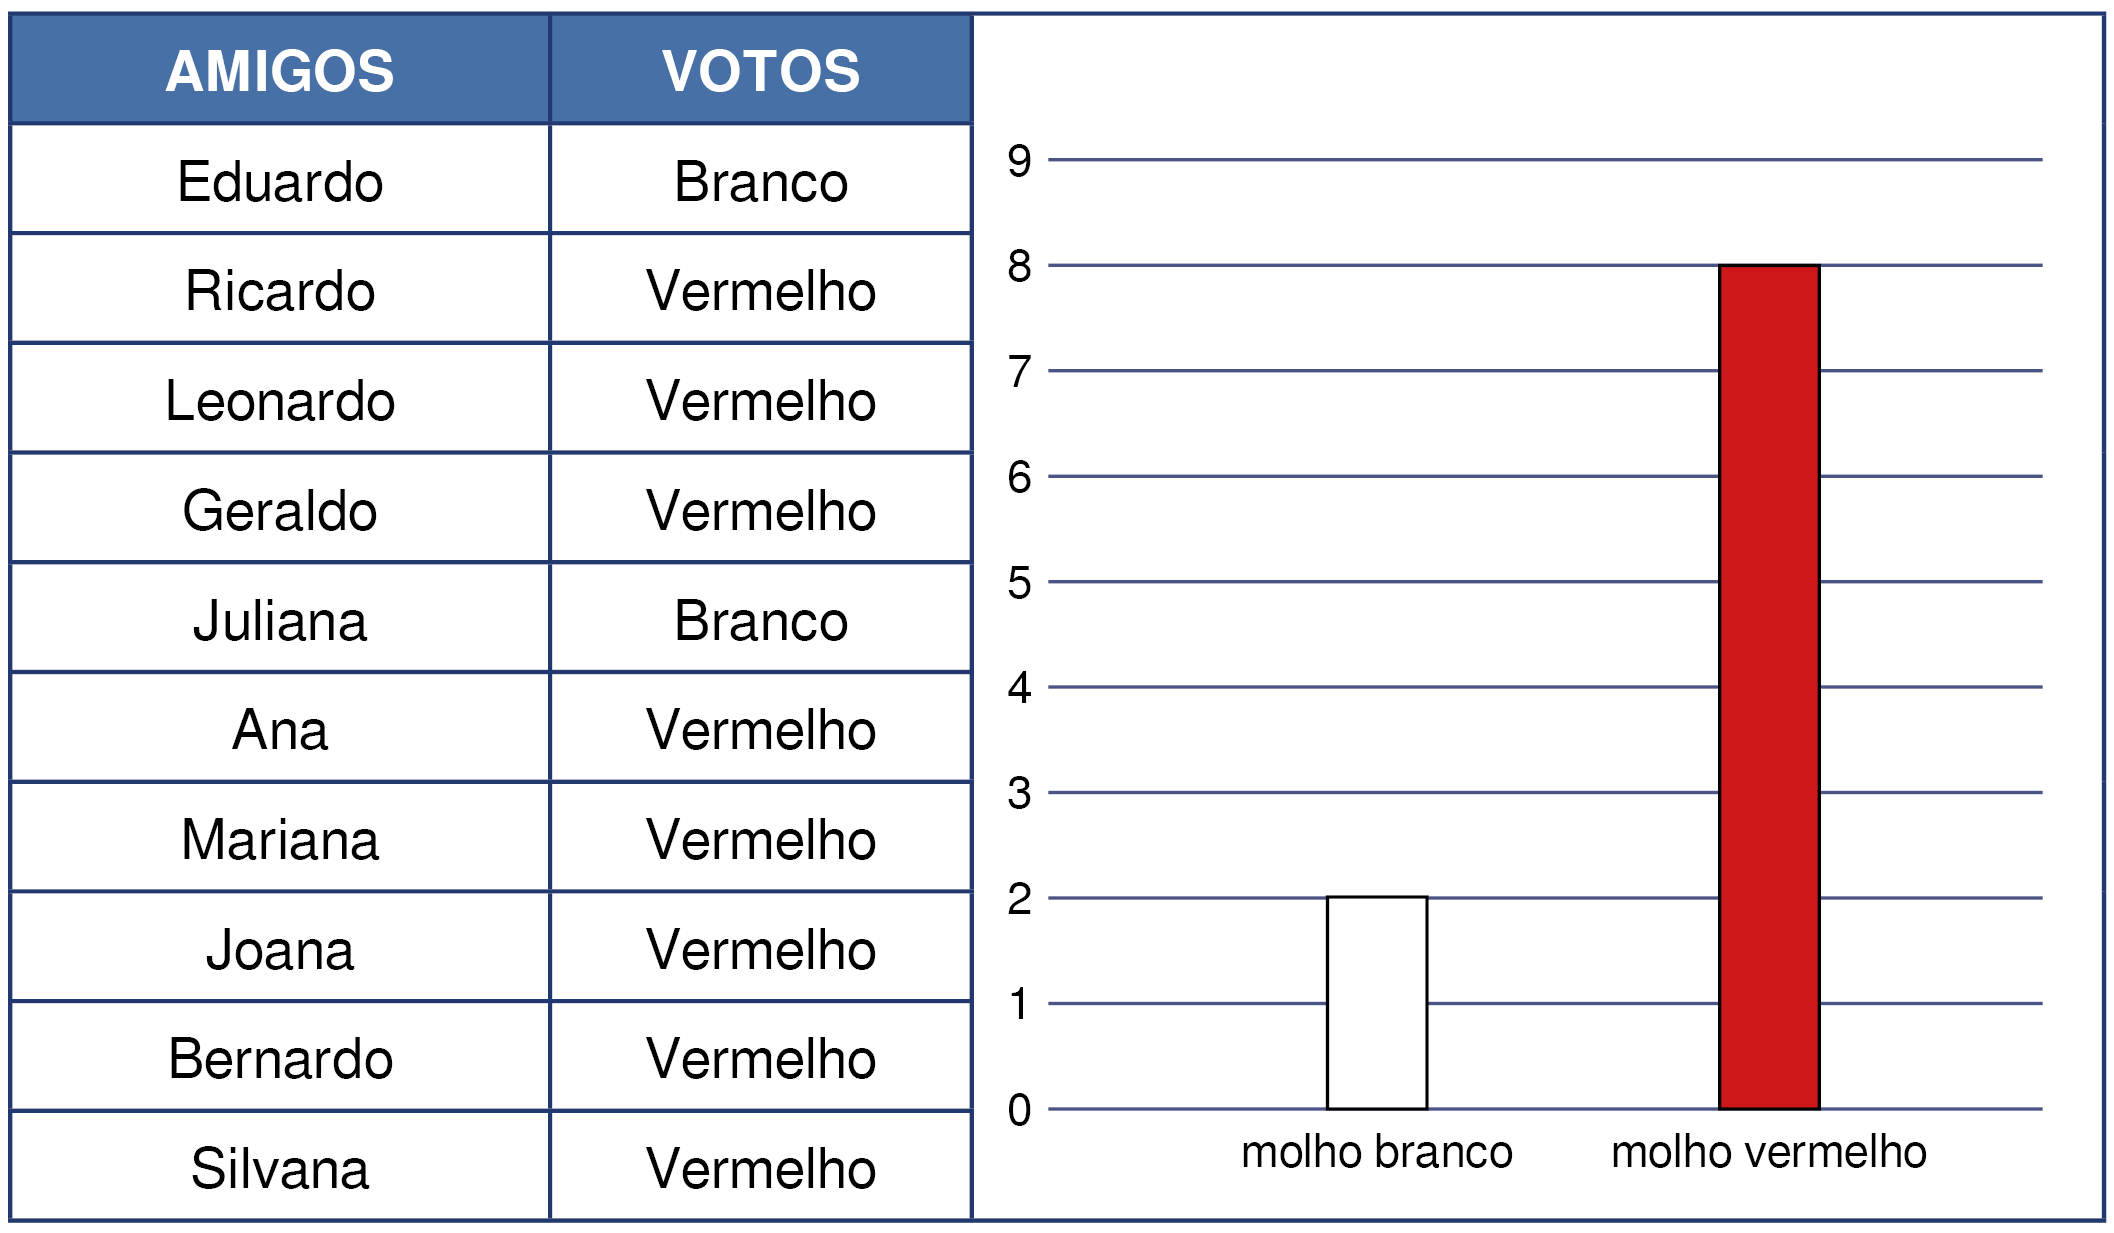 AMIGOS VOTOS
Eduardo Branco
Ricardo Vermelho
Leonardo Vermelho
Geraldo Vermelho
Juliana Branco
Ana Vermelho
Mariana Vermelho
Joana Vermelho
Bernardo Vermelho
Silvana Vermelho
9
8
7
6
5
4
3
2
1
0
molho branco molho vermelho